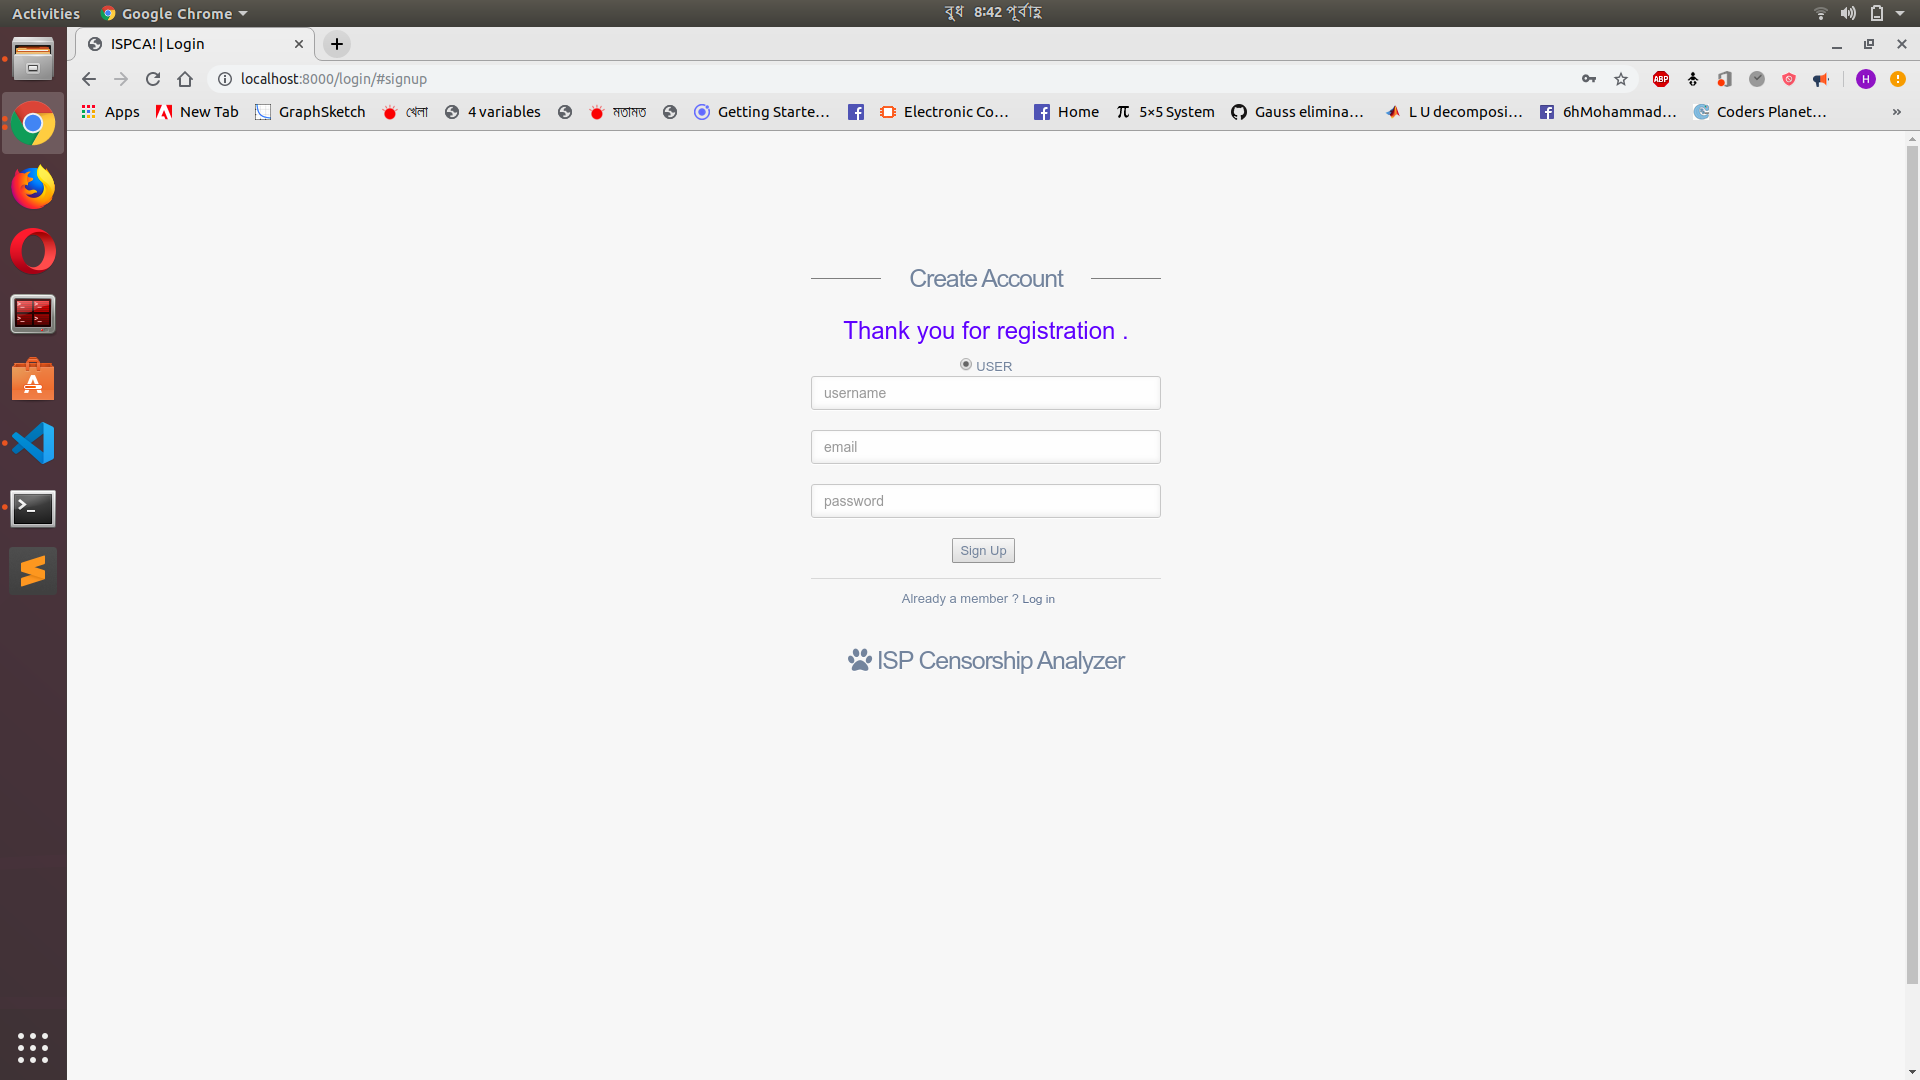 Activities Google Chrome বুধ 8:42 পূর্বাহ্ণ
ISPCA! | Login
localhost:8000/login/#signup ABP H
Apps New Tab GraphSketch খেলা 4 variables মতামত Getting Starte... Electronic Co... Home 5×5 System Gauss elimina... L U decomposi... 6hMohammad... Coders Planet... »
Create Account
Thank you for registration .
USER
username
email
password
Sign Up
Already a member ? Log in
ISP Censorship Analyzer